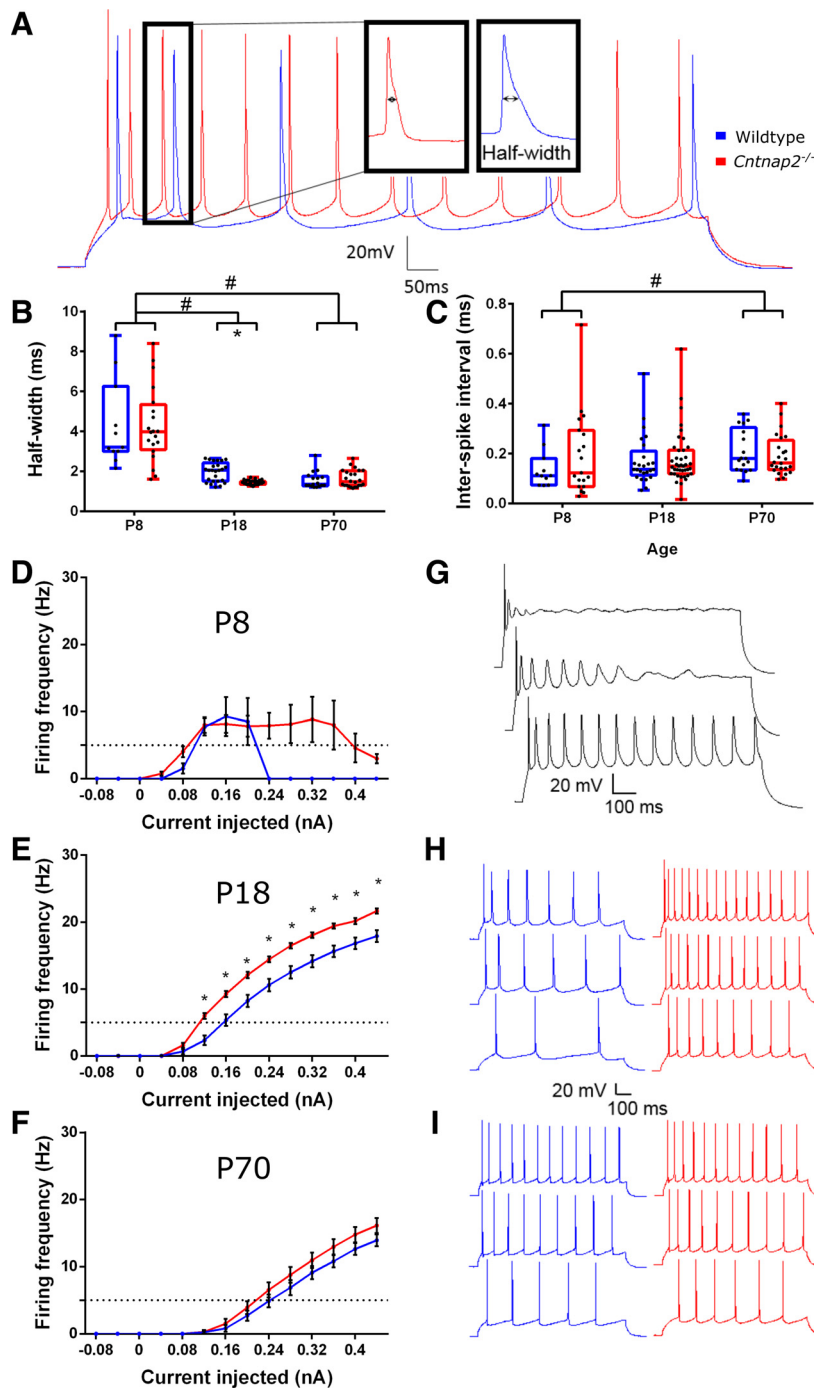 A
Half-width
Wildtype
Cntnap2-/-
20mV
50ms
B
#
#
*
Half-width (ms)
10
8
6
4
2
0
P8
P18
P70
C
#
Inter-spike interval (ms)
0.8
0.6
0.4
0.2
0.0
P8
P18
P70
Age
D
P8
Firing frequency (Hz)
30
20
10
0
-0.08 0 0.08 0.16 0.24 0.32 0.4
Current injected (nA)
E
P18
* * * * * * * * *
Firing frequency (Hz)
30
20
10
0
-0.08 0 0.08 0.16 0.24 0.32 0.4
Current injected (nA)
F
P70
Firing frequency (Hz)
30
20
10
0
-0.08 0 0.08 0.16 0.24 0.32 0.4
Current injected (nA)
G
20 mV
100 ms
H
20 mV
100 ms
I